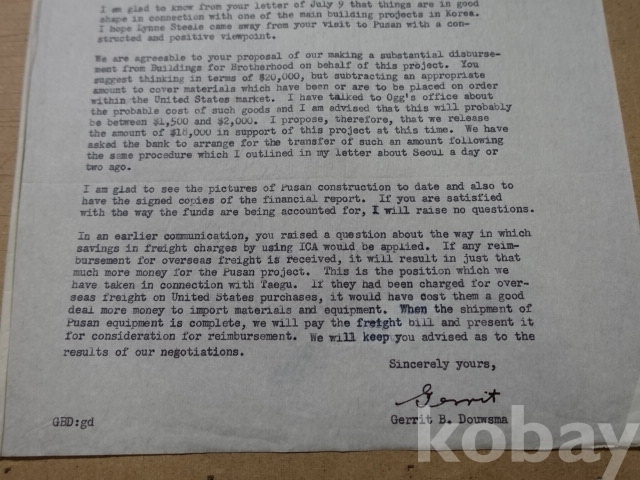 I am glad to know from your letter of July 9 that things are in good
shape in connection with one of the main building projects in Korea.
I hope Lynne Steele came away from your visit to Pusan with a con-
structed and positive viewpoint.
We are agreeable to your proposal of our making a substantial disburse-
ment from Buildings for Brotherhood on behalf of this project. You
suggest thinking in terms of $20,000, but subtracting an appropriate
amount to cover materials which have been or are to be placed on order
within the United States market. I have talked to Ogg's office about
the probable cost of such goods and I am advised that this will probably
be between $1,500 and $2,000. I propose, therefore, that we release
the amount of $18,000 in support of this project at this time. We have
asked the bank to arrange for the transfer of such an amount following
the same procedure which I outlined in my letter about Seoul a day or
two ago.
I am glad to see the pictures of Pusan construction to date and also to
have the signed copies of the financial report. If you are satisfied
with the way the funds are being accounted for, I will raise no questions.
In an earlier communication, you raised a question about the way in which
savings in freight charges by using ICA would be applied. If any reim-
bursement for overseas freight is received, it will result in just that
much more money for the Pusan project. This is the position which we
have taken in connection with Taegu. If they had been charged for over-
seas freight on United States purchases, it would have cost them a good
deal more money to import materials and equipment. When the shipment of
Pusan equipment is complete, we will pay the freight bill and present it
for consideration for reimbursement. We will keep you advised as to the
results of our negotiations.
Sincerely yours,
Gerrit
Gerrit B. Douwsma
GBD:gd
kobay